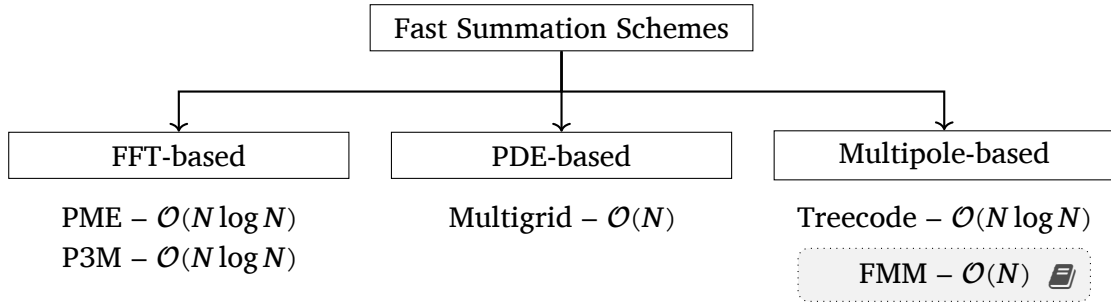 Fast Summation Schemes
FFT-based
PDE-based
Multipole-based
PME – 𝒪(N log N)
P3M – 𝒪(N log N)
Multigrid – 𝒪(N)
Treecode – 𝒪(N log N)
FMM – 𝒪(N)